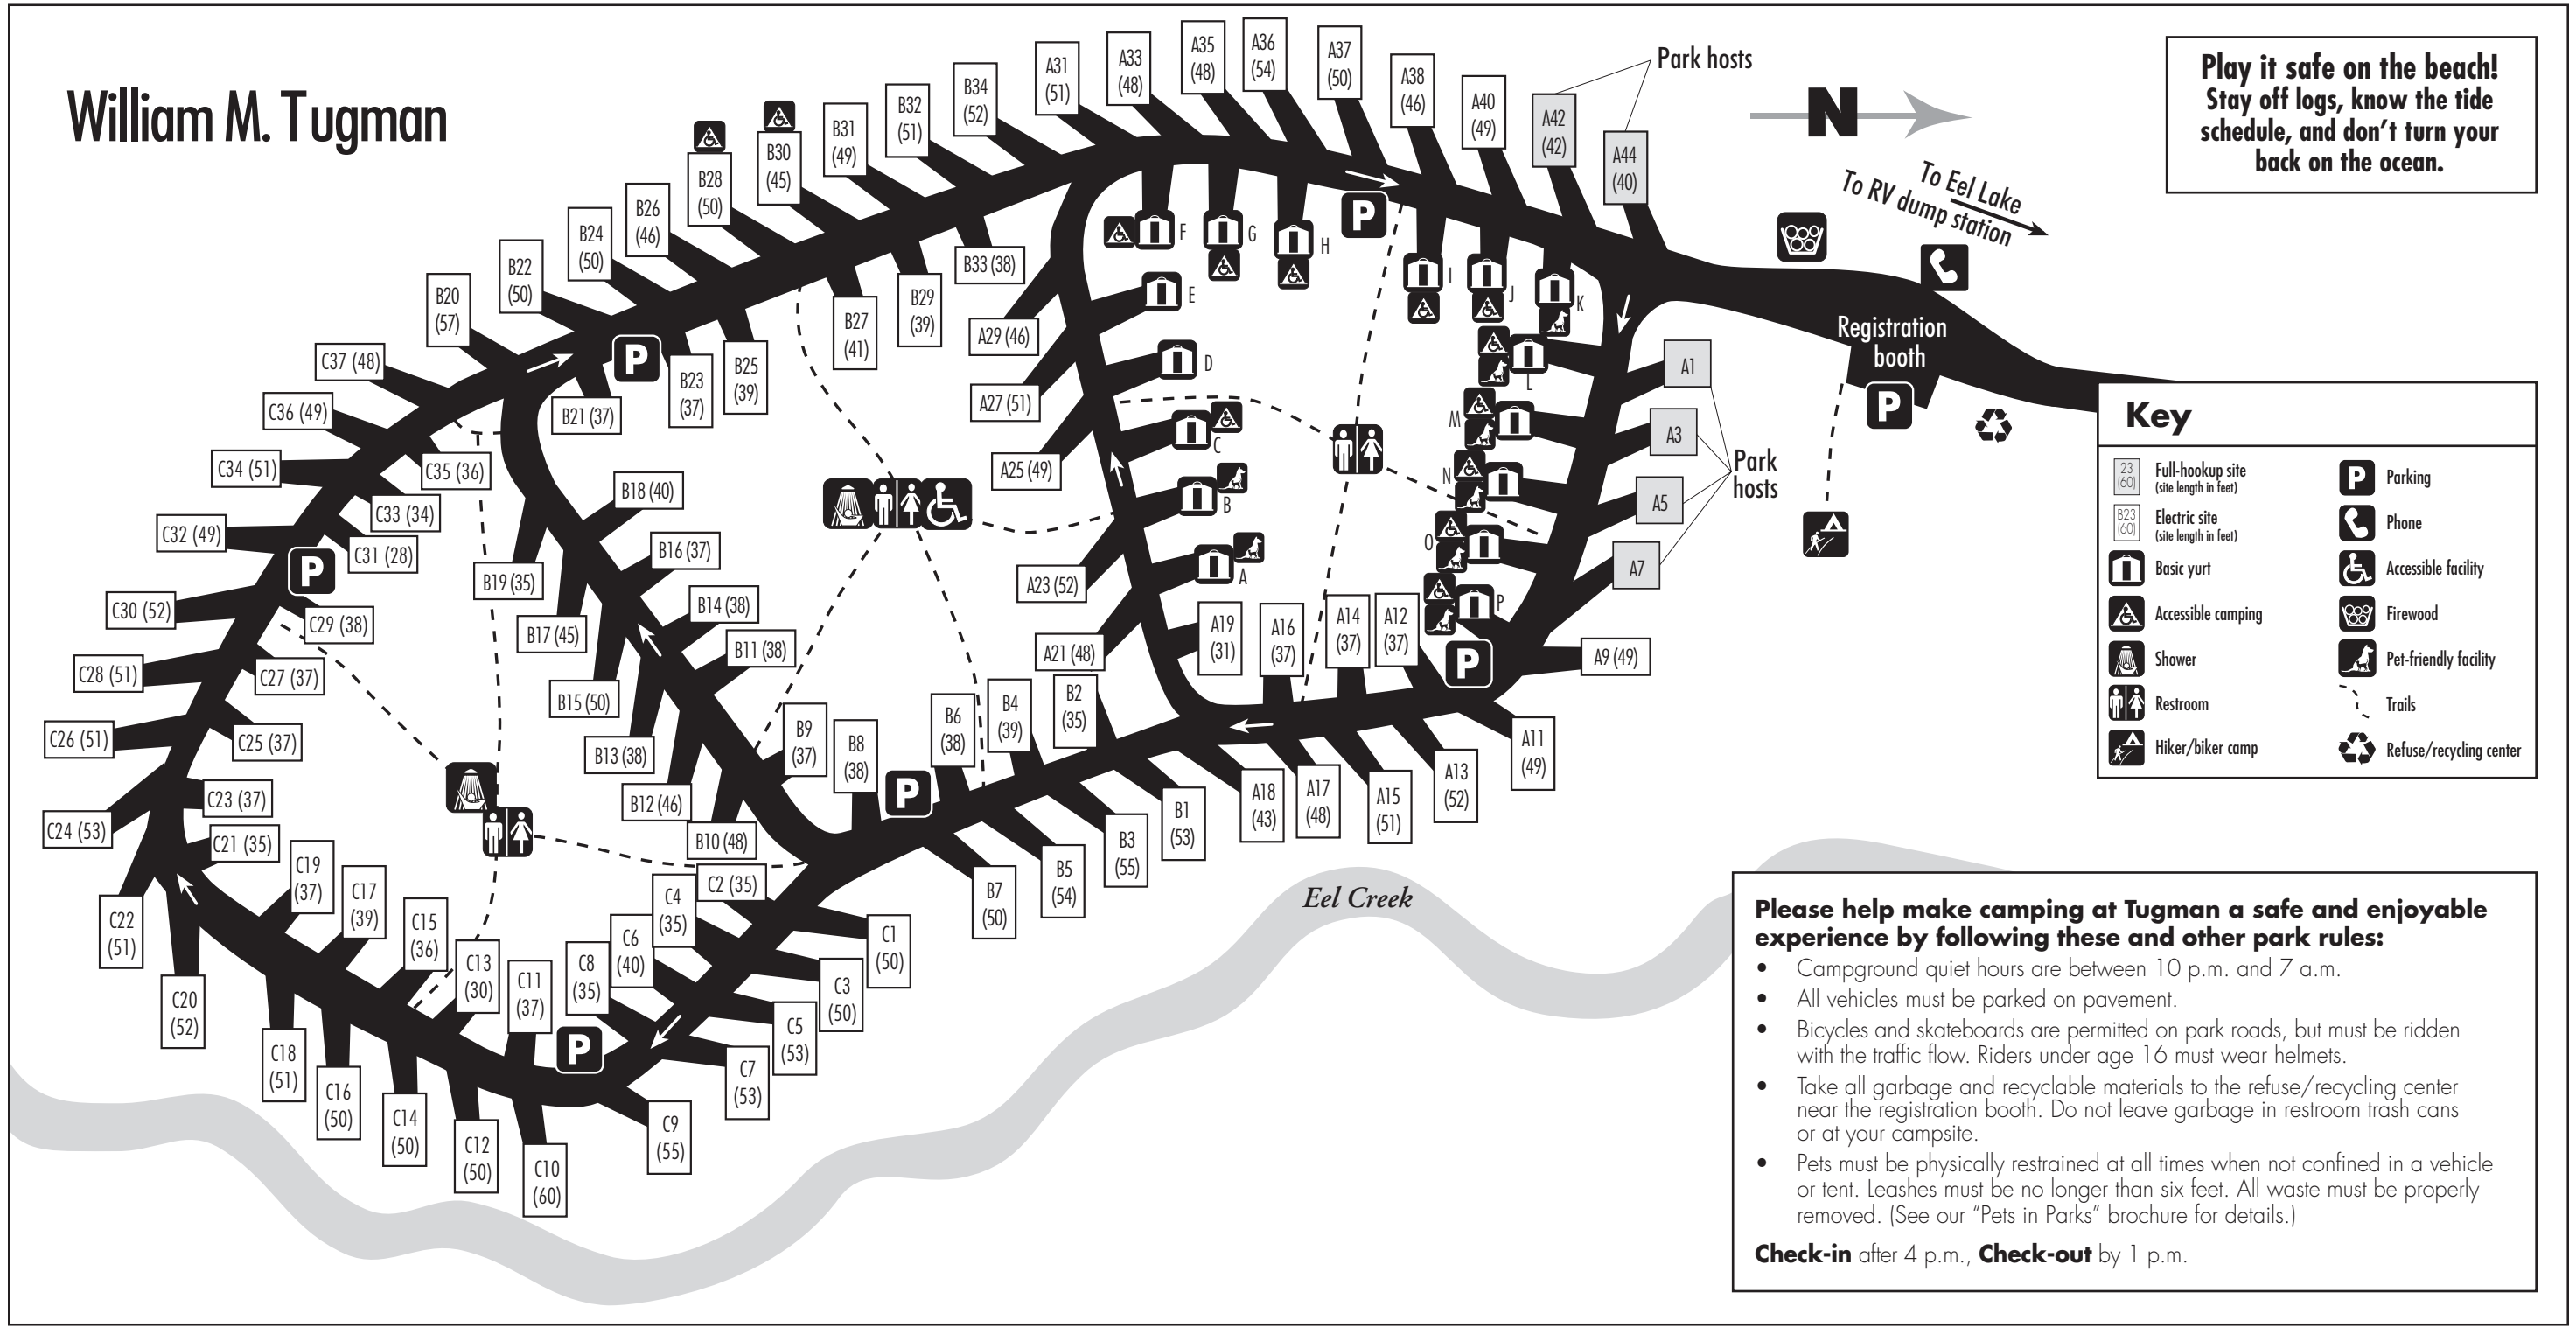 William M. Tugman
A31
(51)
A33
(48)
A35
(48)
A36
(54)
A37
(50)
A38
(46)
A40
(49)
A42
(42)
A44
(40)
Park hosts
N
To Eel Lake
To RV dump station
Play it safe on the beach!
Stay off logs, know the tide
schedule, and don't turn your
back on the ocean.
B20
(57)
B22
(50)
B24
(50)
B26
(46)
B28
(50)
B30
(45)
B31
(49)
B32
(51)
B34
(52)
B33 (38)
B29
(39)
B27
(41)
B25
(39)
B23
(37)
B21 (37)
P
P
F
G
H
I
J
K
E
D
C
B
A
L
M
N
O
P
A29 (46)
A27 (51)
A25 (49)
A23 (52)
A21 (48)
A19
(31)
A16
(37)
A14
(37)
A12
(37)
P
A1
A3
A5
A7
Park
hosts
A9 (49)
A11
(49)
A13
(52)
A15
(51)
A17
(48)
A18
(43)
Registration
booth
P
C37 (48)
C36 (49)
C34 (51)
C32 (49)
C30 (52)
C28 (51)
C26 (51)
C24 (53)
C22
(51)
C20
(52)
C18
(51)
C16
(50)
C14
(50)
C12
(50)
C10
(60)
C9
(55)
C7
(53)
C5
(53)
C3
(50)
C1
(50)
C35 (36)
C33 (34)
C31 (28)
P
C29 (38)
C27 (37)
C25 (37)
C23 (37)
C21 (35)
C19
(37)
C17
(39)
C15
(36)
C13
(30)
C11
(37)
C8
(35)
P
C6
(40)
C4
(35)
C2 (35)
B18 (40)
B16 (37)
B14 (38)
B11 (38)
B19 (35)
B17 (45)
B15 (50)
B13 (38)
B12 (46)
B10 (48)
B9
(37)
B8
(38)
P
B6
(38)
B4
(39)
B2
(35)
B1
(53)
B3
(55)
B5
(54)
B7
(50)
Eel Creek
Key
23
(60)
Full-hookup site
(site length in feet)
B23
(60)
Electric site
(site length in feet)
Basic yurt
Accessible camping
Shower
Restroom
Hiker/biker camp
P
Parking
Phone
Accessible facility
Firewood
Pet-friendly facility
Trails
Refuse/recycling center
Please help make camping at Tugman a safe and enjoyable
experience by following these and other park rules:
• Campground quiet hours are between 10 p.m. and 7 a.m.
• All vehicles must be parked on pavement.
• Bicycles and skateboards are permitted on park roads, but must be ridden
with the traffic flow. Riders under age 16 must wear helmets.
• Take all garbage and recyclable materials to the refuse/recycling center
near the registration booth. Do not leave garbage in restroom trash cans
or at your campsite.
• Pets must be physically restrained at all times when not confined in a vehicle
or tent. Leashes must be no longer than six feet. All waste must be properly
removed. (See our “Pets in Parks” brochure for details.)
Check-in after 4 p.m., Check-out by 1 p.m.